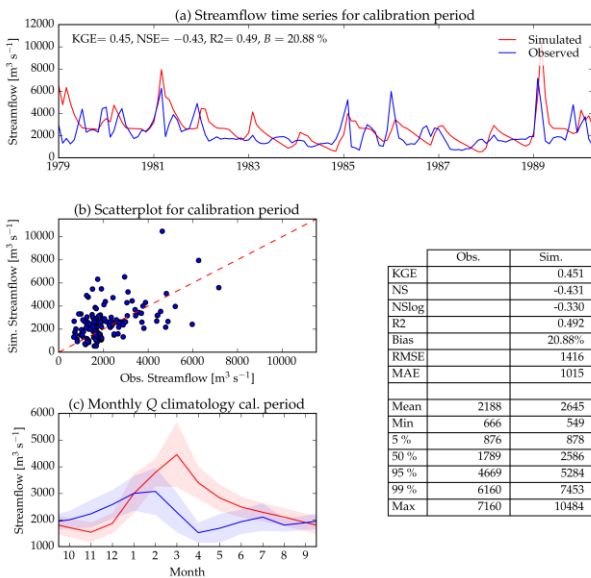 (a) Streamflow time series for calibration period
KGE= 0.45, NSE= −0.43, R2= 0.49, B = 20.88 %
Simulated
Observed
Streamflow [m³ s⁻¹]
12000
10000
8000
6000
4000
2000
0
1979 1981 1983 1985 1987 1989
(b) Scatterplot for calibration period
Sim. Streamflow [m³ s⁻¹]
10000
8000
6000
4000
2000
0
0 2000 4000 6000 8000 10000
Obs. Streamflow [m³ s⁻¹]
(c) Monthly Q climatology cal. period
Streamflow [m³ s⁻¹]
6000
5000
4000
3000
2000
1000
10 11 12 1 2 3 4 5 6 7 8 9
Month
Obs. Sim.
KGE 0.451
NS -0.431
NSlog -0.330
R2 0.492
Bias 20.88%
RMSE 1416
MAE 1015
Mean 2188 2645
Min 666 549
5 % 876 878
50 % 1789 2586
95 % 4669 5284
99 % 6160 7453
Max 7160 10484